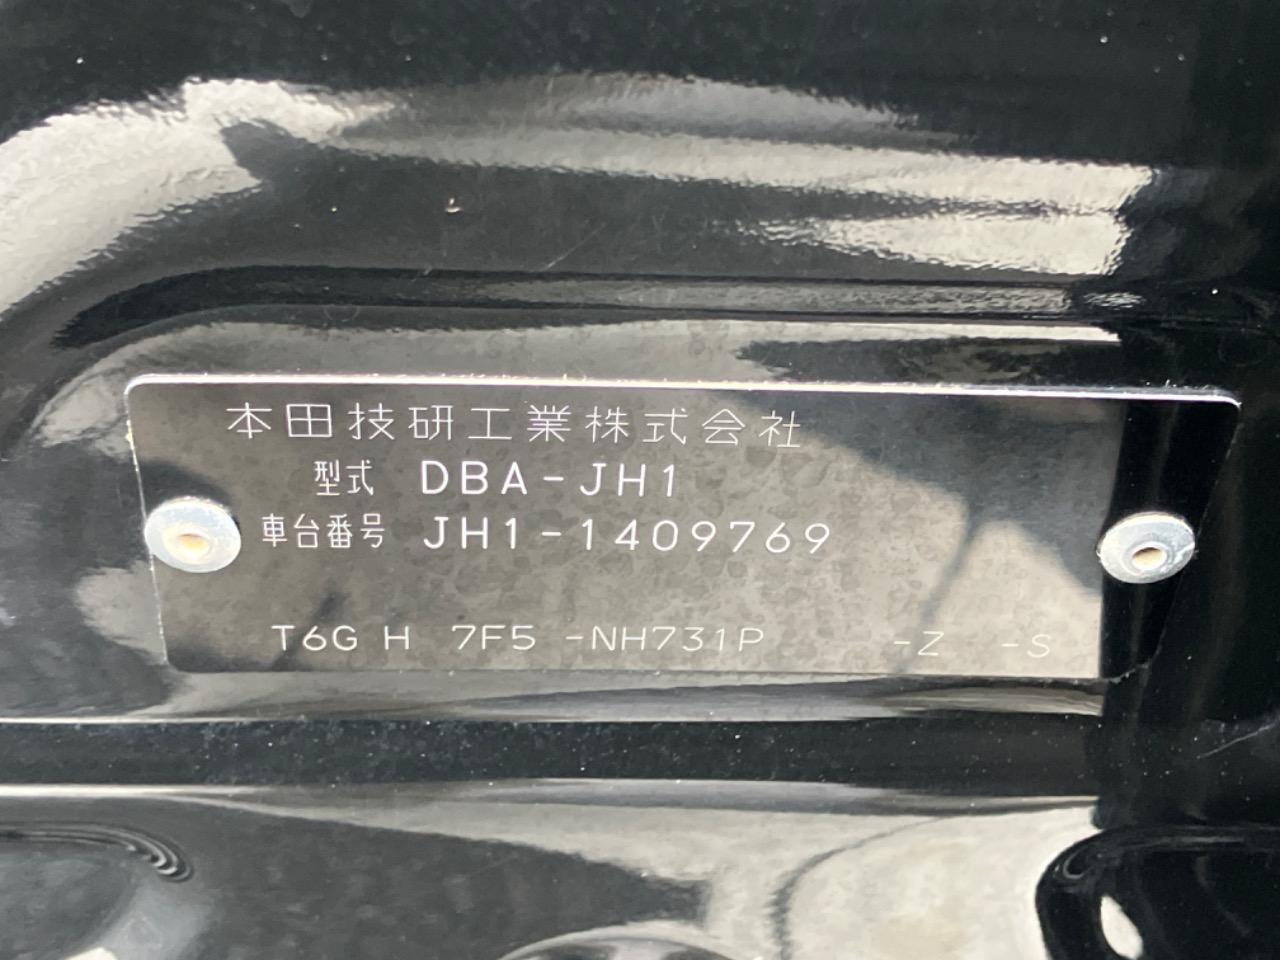 本田技研工業株式会社
型式 DBA-JH1
車台番号 JH1-1409769
T6G H 7F5 -NH731P -Z -S